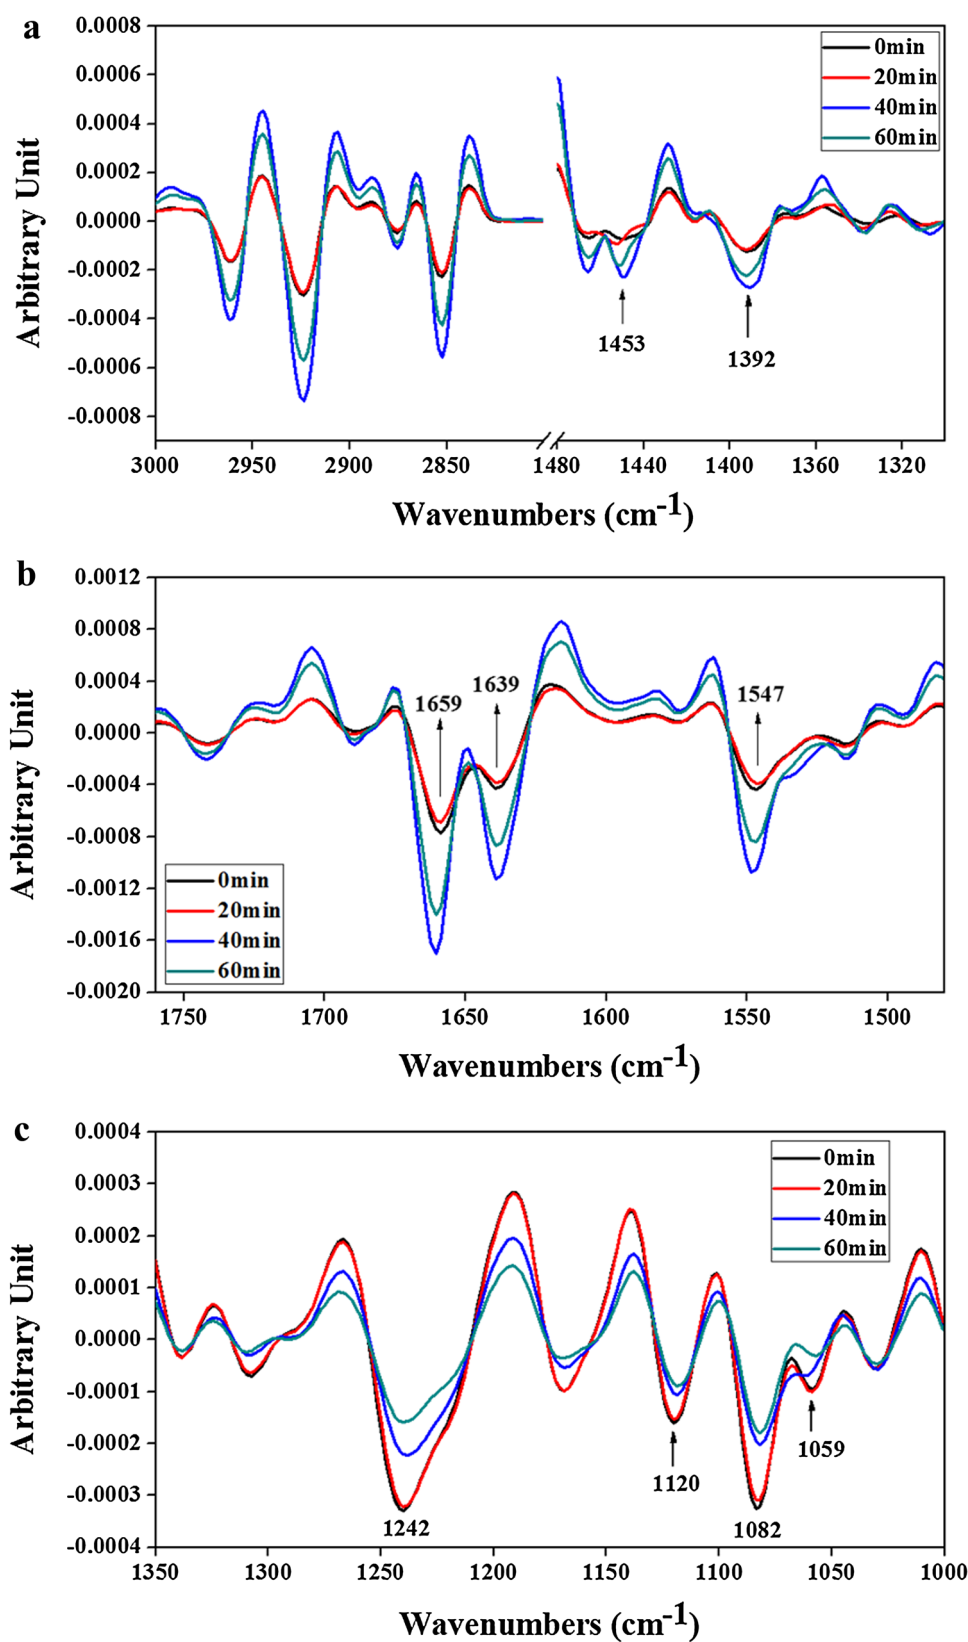 a
0.0008
0.0006
0.0004
0.0002
0.0000
-0.0002
-0.0004
-0.0006
-0.0008
Arbitrary Unit
0min
20min
40min
60min
1453
1392
3000 2950 2900 2850 1480 1440 1400 1360 1320
Wavenumbers (cm-1)
b
0.0012
0.0008
0.0004
0.0000
-0.0004
-0.0008
-0.0012
-0.0016
-0.0020
Arbitrary Unit
1659
1639
1547
0min
20min
40min
60min
1750 1700 1650 1600 1550 1500
Wavenumbers (cm-1)
c
0.0004
0.0003
0.0002
0.0001
0.0000
-0.0001
-0.0002
-0.0003
-0.0004
Arbitrary Unit
0min
20min
40min
60min
1242
1120
1082
1059
1350 1300 1250 1200 1150 1100 1050 1000
Wavenumbers (cm-1)